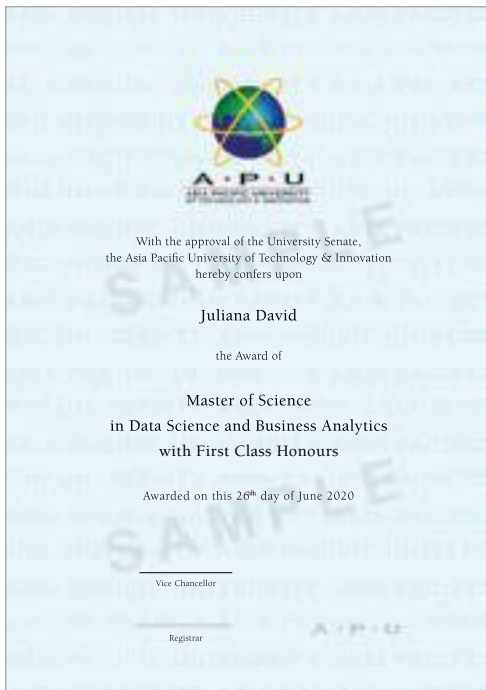 A · P · U
ASIA PACIFIC UNIVERSITY
OF TECHNOLOGY & INNOVATION
With the approval of the University Senate,
the Asia Pacific University of Technology & Innovation
hereby confers upon
SAMPLE
Juliana David
the Award of
Master of Science
in Data Science and Business Analytics
with First Class Honours
Awarded on this 26th day of June 2020
SAMPLE
Vice Chancellor
Registrar
A · P · U